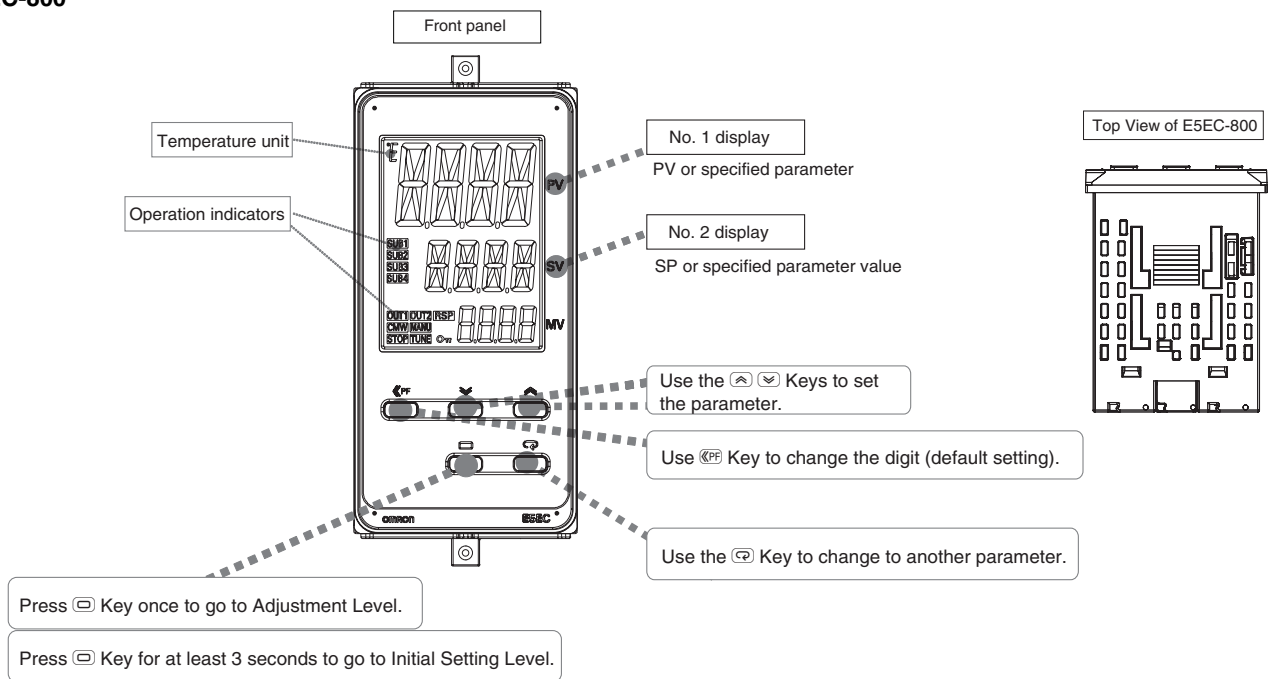 Front panel
Temperature unit
No. 1 display
PV or specified parameter
Top View of E5EC-800
PV
Operation indicators
No. 2 display
SP or specified parameter value
SUB1
SUB2
SUB3
SUB4
SV
OUT1 OUT2 RSP
CMW MANU
STOP TUNE
MV
PF
Use the Keys to set
the parameter.
Use PF Key to change the digit (default setting).
omron E5EC
Use the Key to change to another parameter.
Press Key once to go to Adjustment Level.
Press Key for at least 3 seconds to go to Initial Setting Level.